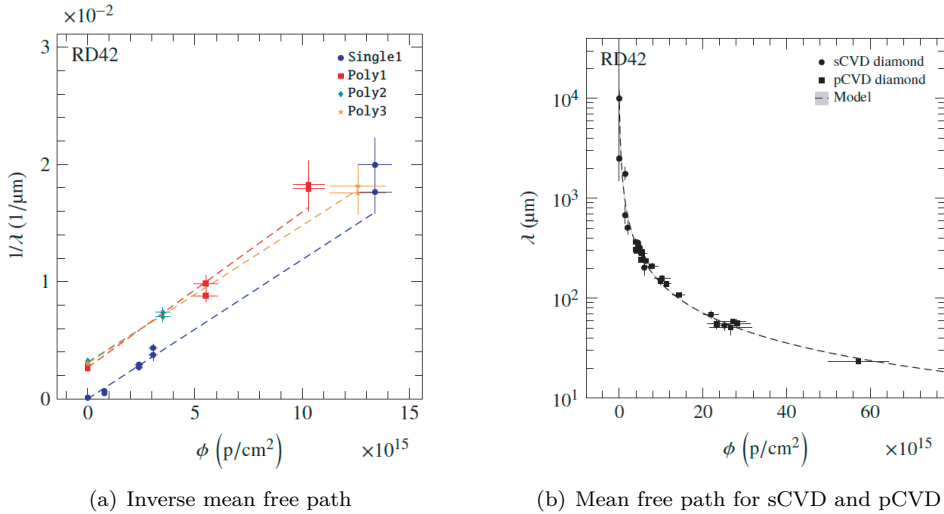 ×10⁻²
RD42
Single1
Poly1
Poly2
Poly3
3
2
1
0
1/λ (1/μm)
0 5 10 15
ϕ (p/cm²) ×10¹⁵
(a) Inverse mean free path
RD42
sCVD diamond
pCVD diamond
Model
10⁴
10³
10²
10¹
λ (μm)
0 20 40 60
ϕ (p/cm²) ×10¹⁵
(b) Mean free path for sCVD and pCVD